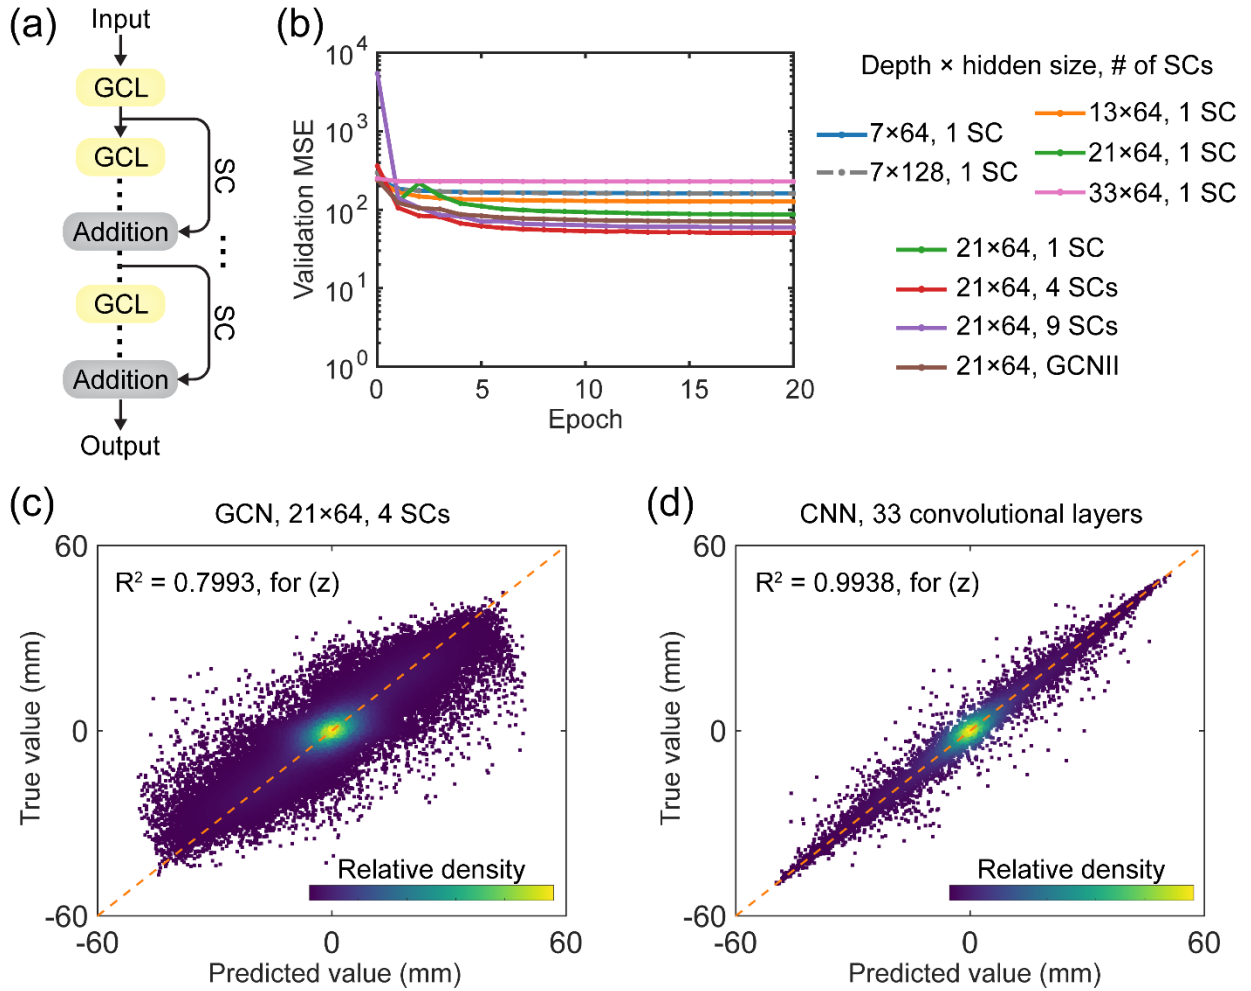 (a)
Input
GCL
GCL
SC
Addition
...
GCL
SC
Addition
Output
(b)
Validation MSE
10^4
10^3
10^2
10^1
10^0
0 5 10 15 20
Epoch
Depth × hidden size, # of SCs
7×64, 1 SC
7×128, 1 SC
13×64, 1 SC
21×64, 1 SC
33×64, 1 SC
21×64, 1 SC
21×64, 4 SCs
21×64, 9 SCs
21×64, GCNII
(c)
GCN, 21×64, 4 SCs
R² = 0.7993, for (z)
True value (mm)
60
0
-60
Relative density
-60 0 60
Predicted value (mm)
(d)
CNN, 33 convolutional layers
R² = 0.9938, for (z)
True value (mm)
60
0
-60
Relative density
-60 0 60
Predicted value (mm)